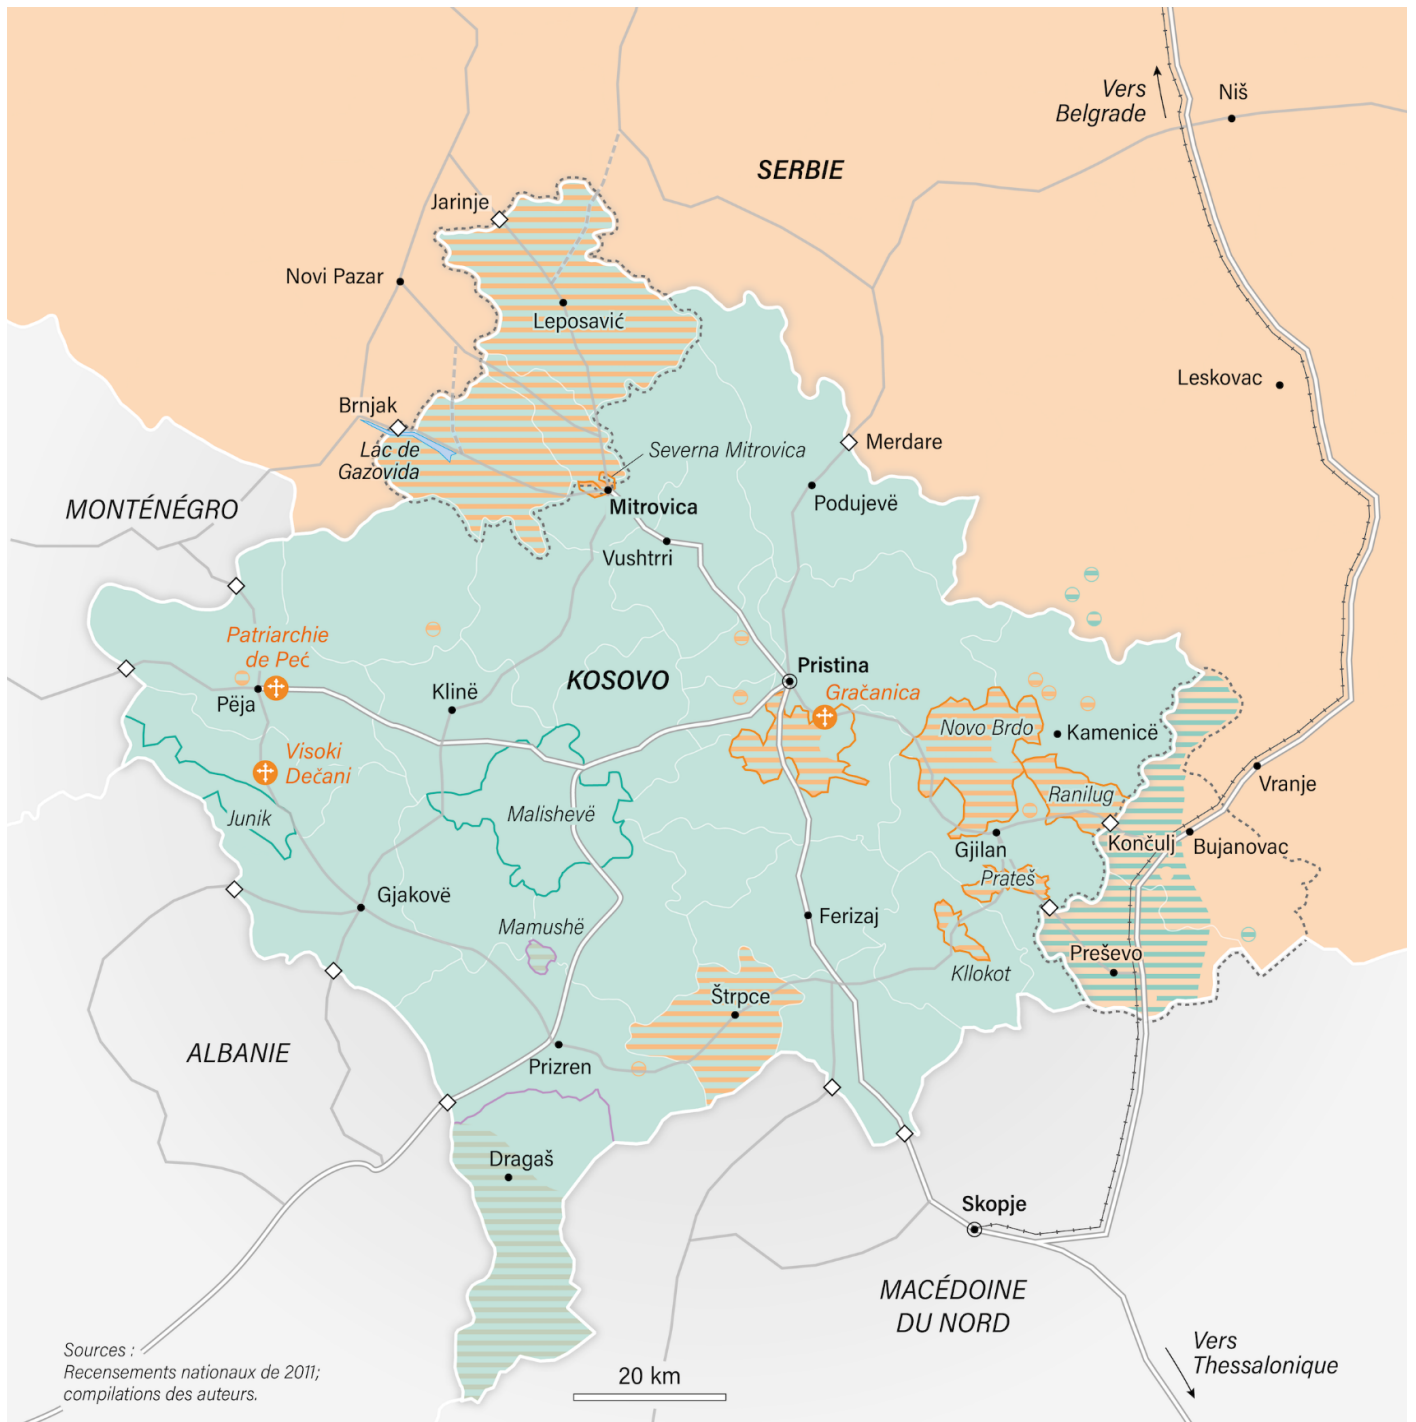 Vers
Belgrade
Niš
SERBIE
Jarinje
Novi Pazar
Leposavić
Leskovac
Brnjak
Lac de
Gazovida
Severna Mitrovica
Merdare
MONTÉNÉGRO
Mitrovica
Podujevë
Vushtrri
Patriarchie
de Peć
KOSOVO
Pristina
Klinë
Pëja
Gračanica
Novo Brdo
Kamenicë
Visoki
Dečani
Vranje
Ranilug
Junik
Malishevë
Končulj
Bujanovac
Gjilan
Prateš
Gjakovë
Ferizaj
Mamushë
Preševo
Kllokot
Štrpce
ALBANIE
Prizren
Dragaš
Skopje
MACÉDOINE
DU NORD
Vers
Thessalonique
20 km
Sources :
Recensements nationaux de 2011;
compilations des auteurs.